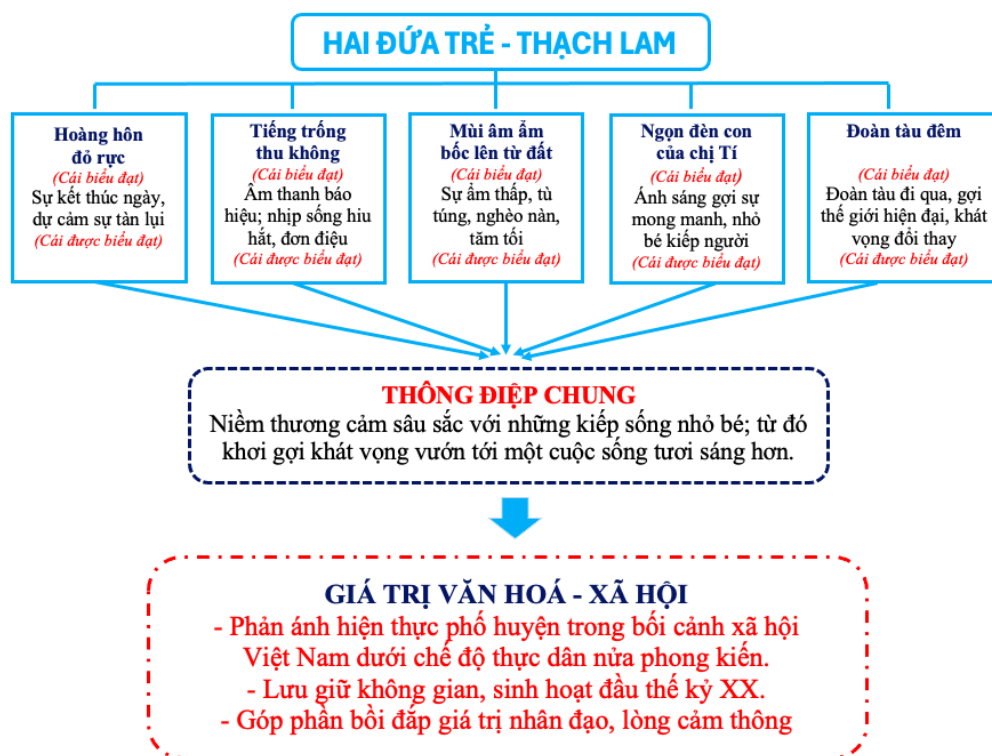 HAI ĐỨA TRẺ - THẠCH LAM
Hoàng hôn
đỏ rực
(Cái biểu đạt)
Sự kết thúc ngày,
dự cảm sự tàn lụi
(Cái được biểu đạt)
Tiếng trống
thu không
(Cái biểu đạt)
Âm thanh báo
hiệu; nhịp sống hiu
hắt, đơn điệu
(Cái được biểu đạt)
Mùi âm ẩm
bốc lên từ đất
(Cái biểu đạt)
Sự ẩm thấp, tù
túng, nghèo nàn,
tăm tối
(Cái được biểu đạt)
Ngọn đèn con
của chị Tí
(Cái biểu đạt)
Ánh sáng gợi sự
mong manh, nhỏ
bé kiếp người
(Cái được biểu đạt)
Đoàn tàu đêm
(Cái biểu đạt)
Đoàn tàu đi qua, gợi
thế giới hiện đại, khát
vọng đổi thay
(Cái được biểu đạt)
THÔNG ĐIỆP CHUNG
Niềm thương cảm sâu sắc với những kiếp sống nhỏ bé; từ đó
khơi gợi khát vọng vươn tới một cuộc sống tươi sáng hơn.
GIÁ TRỊ VĂN HOÁ - XÃ HỘI
- Phản ánh hiện thực phố huyện trong bối cảnh xã hội
Việt Nam dưới chế độ thực dân nửa phong kiến.
- Lưu giữ không gian, sinh hoạt đầu thế kỷ XX.
- Góp phần bồi đắp giá trị nhân đạo, lòng cảm thông